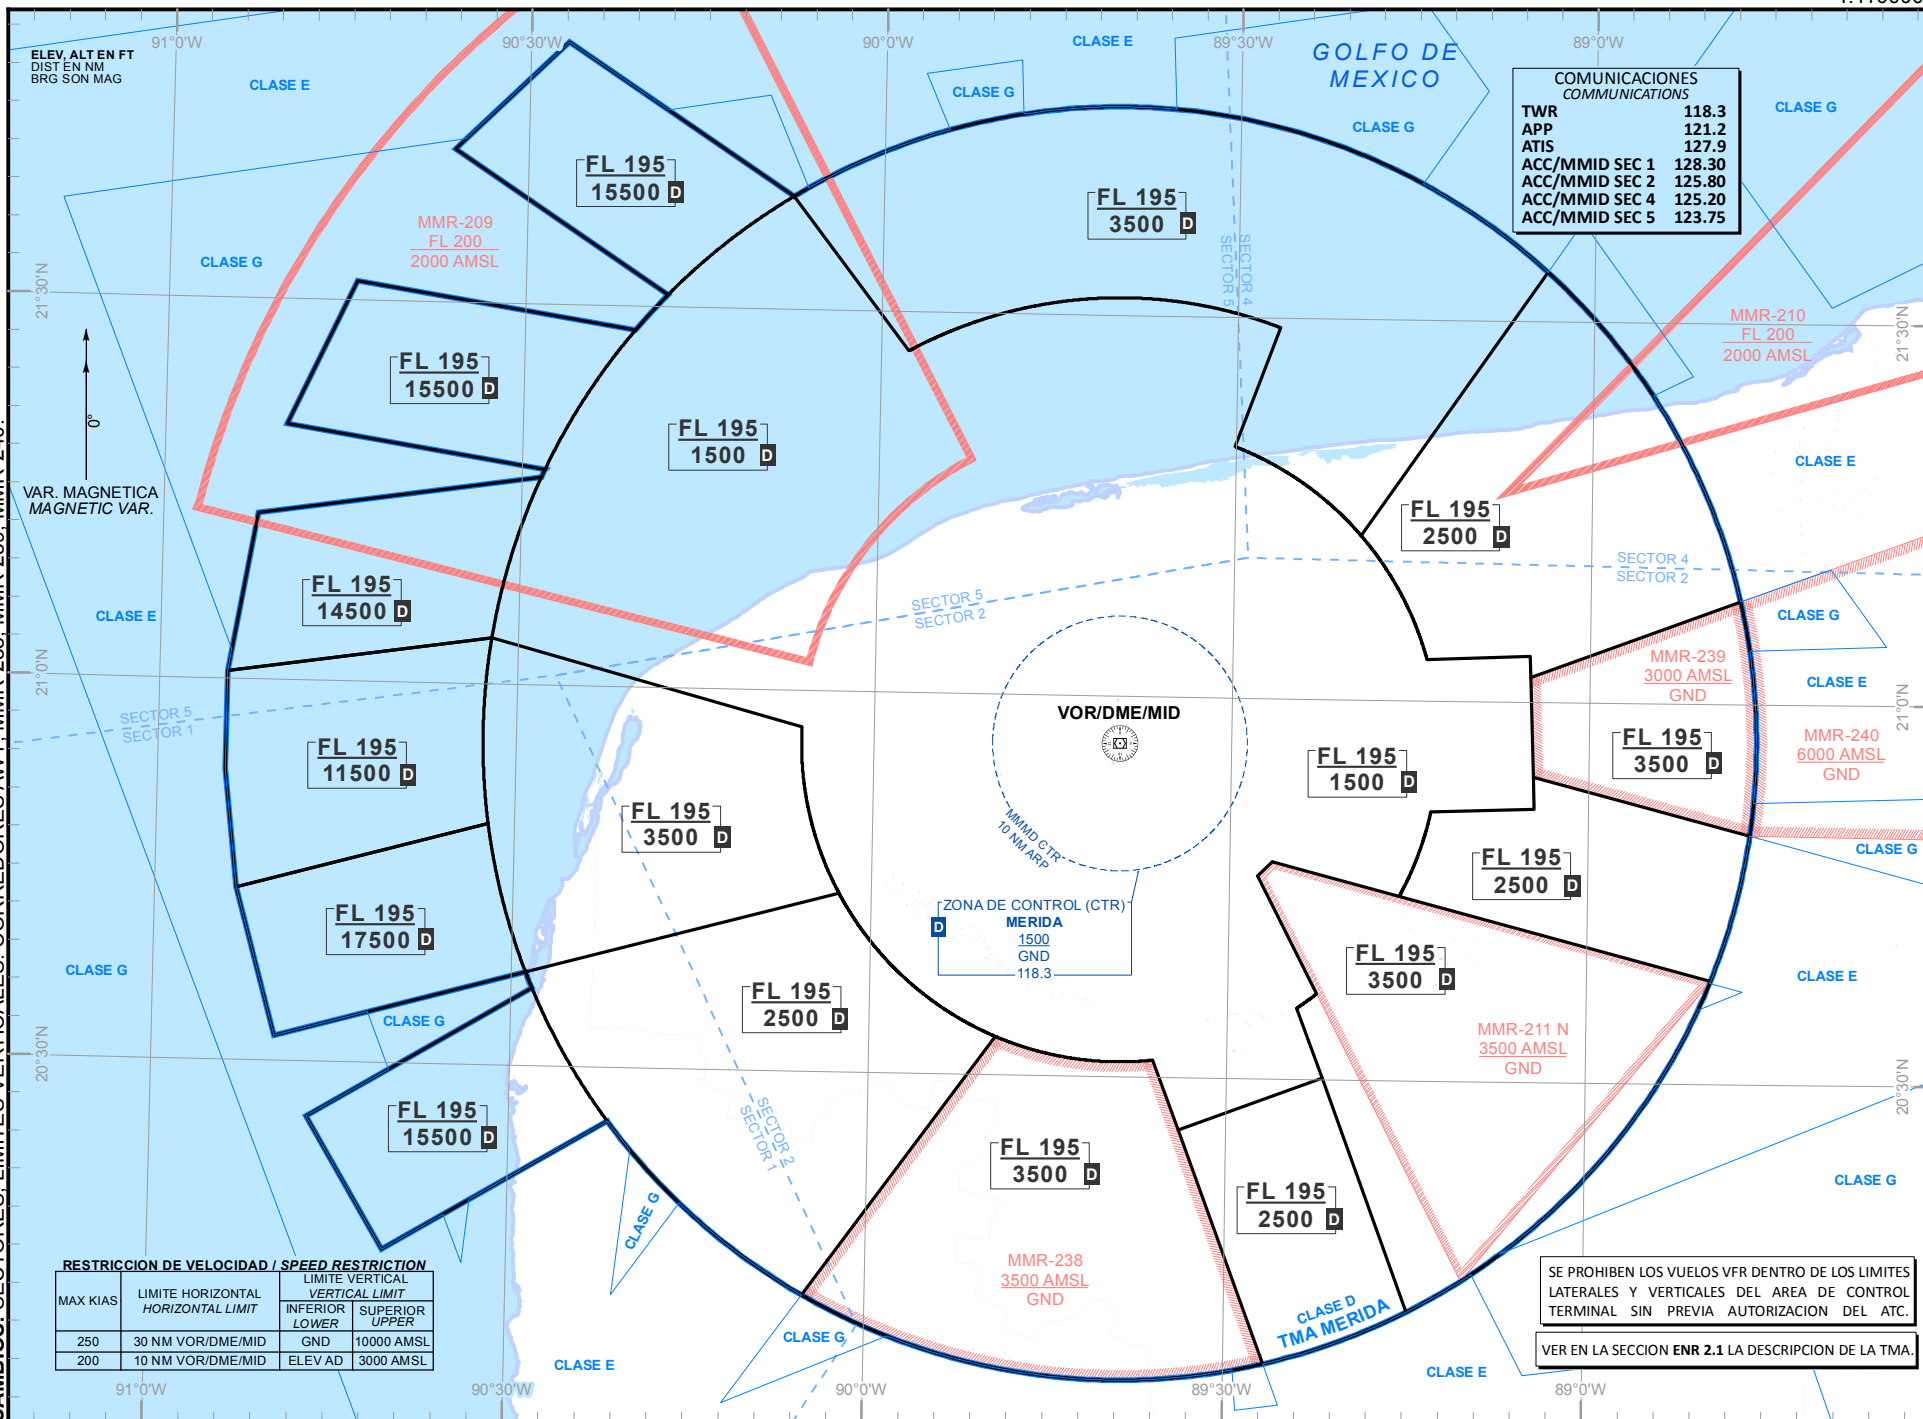 91°0'W
90°30'W
90°0'W
89°30'W
89°0'W
ELEV, ALT EN FT
DIST EN NM
BRG SON MAG
CLASE E
CLASE E
CLASE G
GOLFO DE
MEXICO
CLASE G
CLASE G
COMUNICACIONES
COMMUNICATIONS
TWR 118.3
APP 121.2
ATIS 127.9
ACC/MMID SEC 1 128.30
ACC/MMID SEC 2 125.80
ACC/MMID SEC 4 125.20
ACC/MMID SEC 5 123.75
FL 195
15500 D
FL 195
3500 D
MMR-209
FL 200
2000 AMSL
CLASE G
SECTOR 4
SECTOR 5
21°30'N
21°30'N
MMR-210
FL 200
2000 AMSL
0°
VAR. MAGNETICA
MAGNETIC VAR.
FL 195
15500 D
FL 195
1500 D
CLASE E
FL 195
2500 D
SECTOR 4
SECTOR 2
FL 195
14500 D
CLASE E
SECTOR 5
SECTOR 2
CLASE G
21°0'N
21°0'N
MMR-239
3000 AMSL
GND
CLASE E
SECTOR 5
SECTOR 1
VOR/DME/MID
FL 195
11500 D
FL 195
1500 D
FL 195
3500 D
MMR-240
6000 AMSL
GND
FL 195
3500 D
MMMD CTR
10 NM ARP
CLASE G
FL 195
2500 D
FL 195
17500 D
ZONA DE CONTROL (CTR)
D MERIDA
1500
GND
118.3
CLASE G
FL 195
3500 D
CLASE E
FL 195
2500 D
CLASE G
MMR-211 N
3500 AMSL
GND
20°30'N
20°30'N
FL 195
15500 D
SECTOR 2
SECTOR 1
FL 195
3500 D
FL 195
2500 D
CLASE G
CLASE G
MMR-238
3500 AMSL
GND
RESTRICCION DE VELOCIDAD / SPEED RESTRICTION
MAX KIAS
LIMITE HORIZONTAL
HORIZONTAL LIMIT
LIMITE VERTICAL
VERTICAL LIMIT
INFERIOR
LOWER
SUPERIOR
UPPER
250 30 NM VOR/DME/MID GND 10000 AMSL
200 10 NM VOR/DME/MID ELEV AD 3000 AMSL
CLASE G
CLASE E
CLASE D
TMA MERIDA
CLASE E
SE PROHIBEN LOS VUELOS VFR DENTRO DE LOS LIMITES
LATERALES Y VERTICALES DEL AREA DE CONTROL
TERMINAL SIN PREVIA AUTORIZACION DEL ATC.
VER EN LA SECCION ENR 2.1 LA DESCRIPCION DE LA TMA.
91°0'W
90°30'W
90°0'W
89°30'W
89°0'W